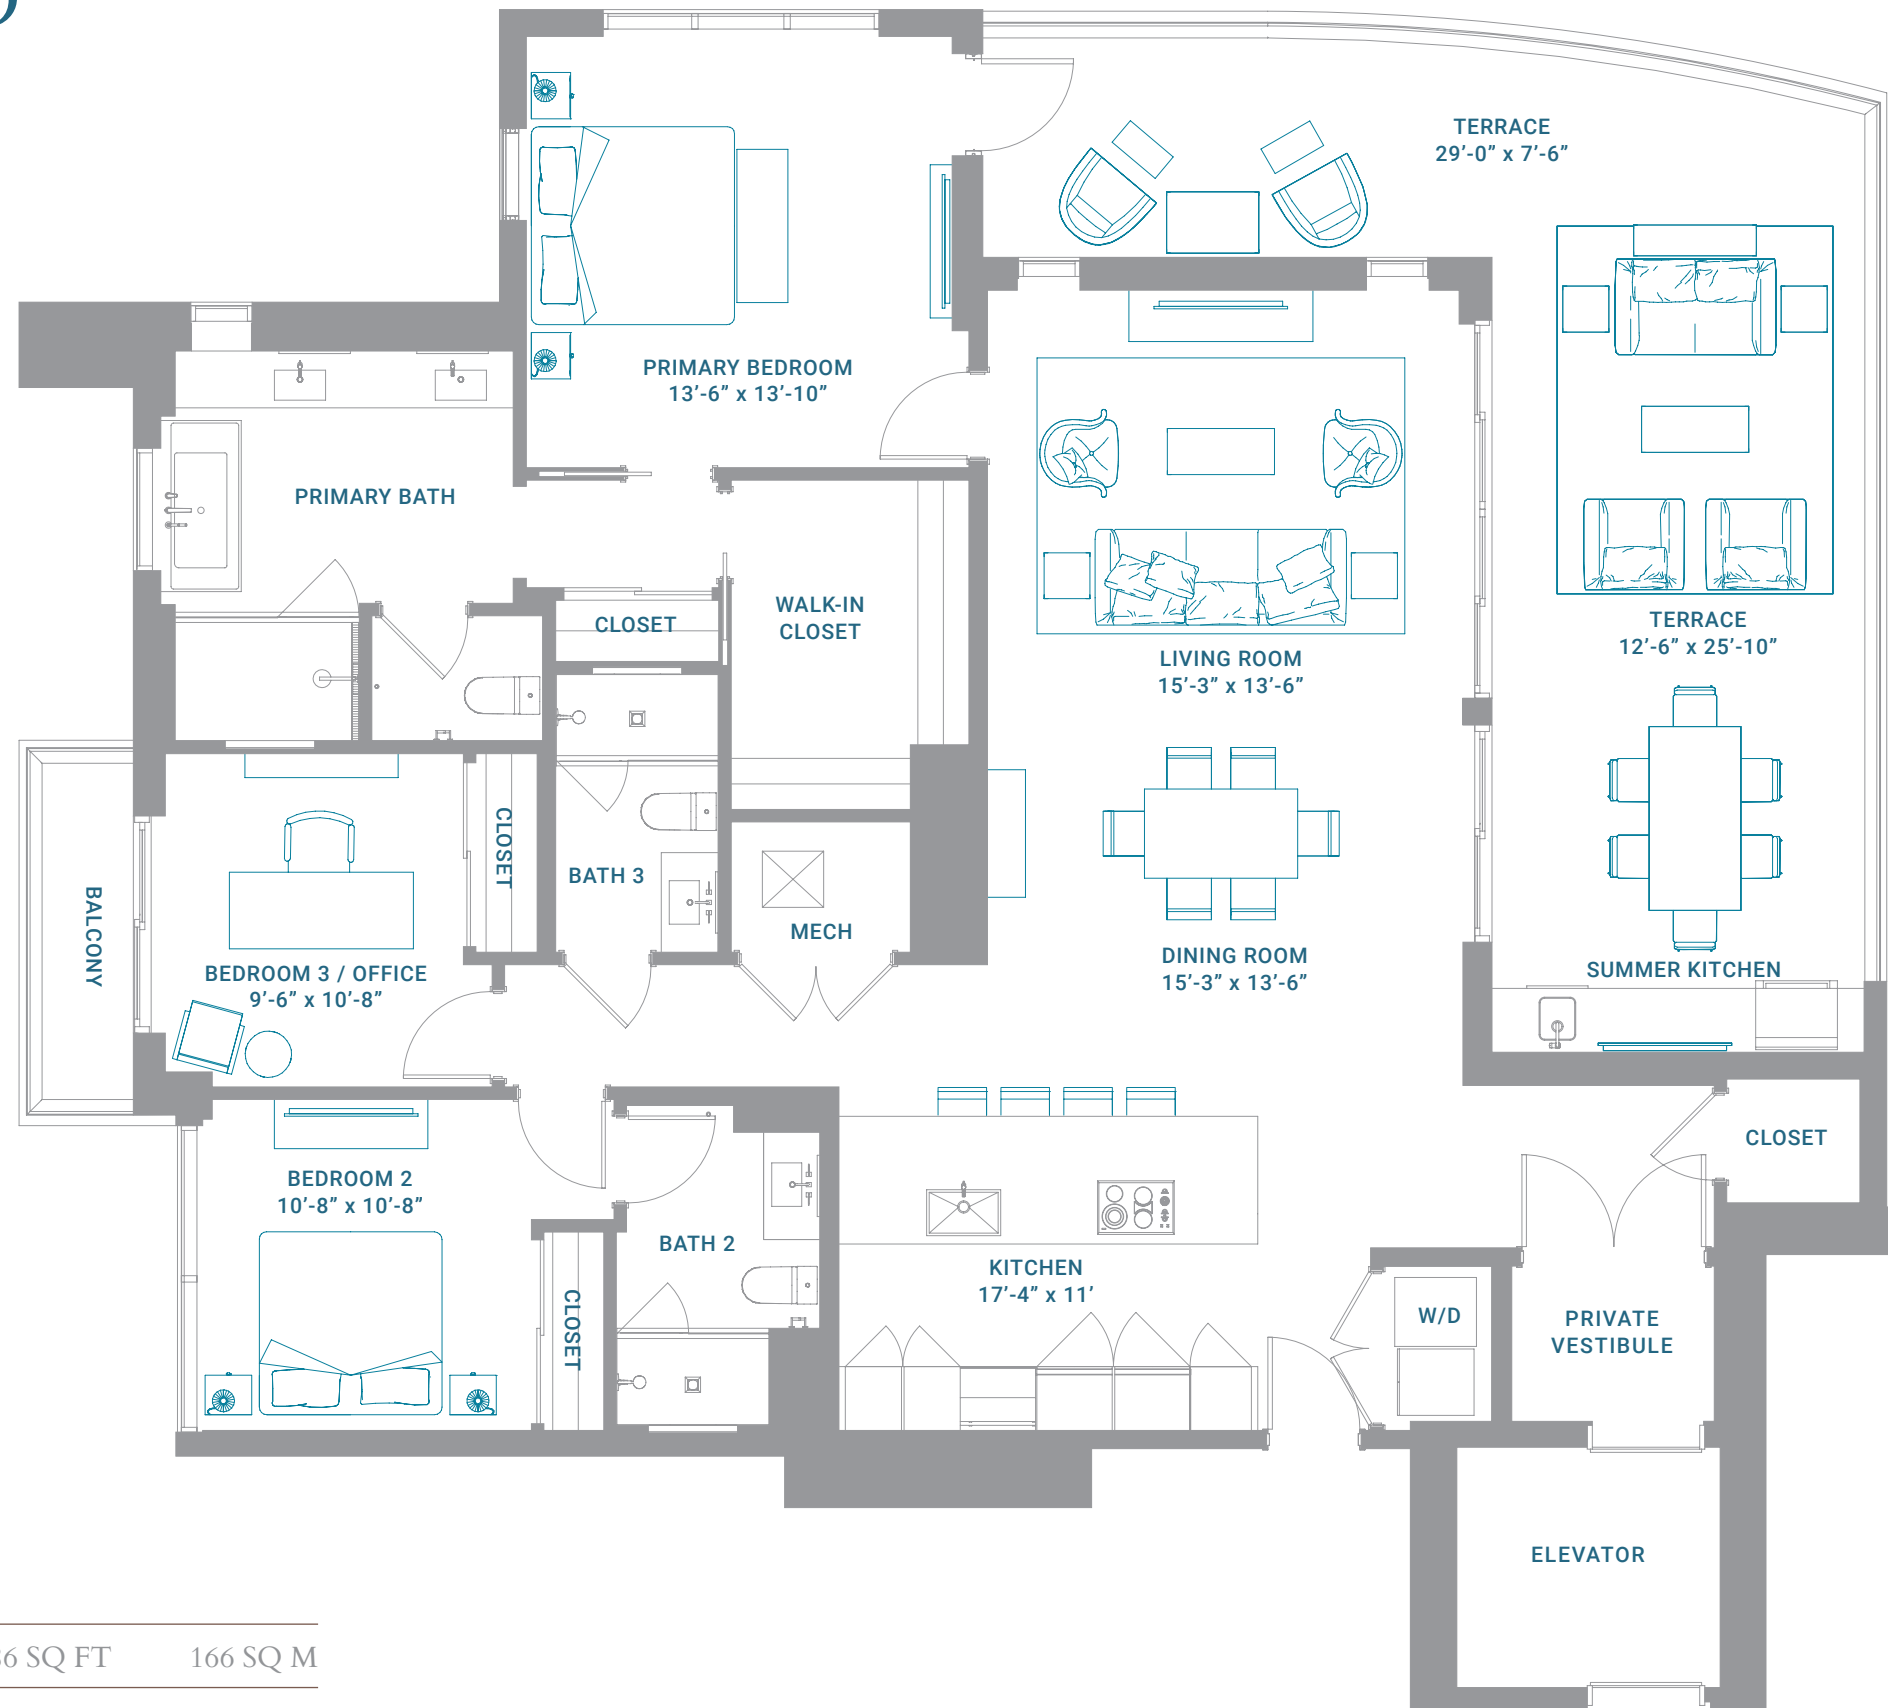 TERRACE
29’-0” x 7’-6”
PRIMARY BEDROOM
13’-6” x 13’-10”
PRIMARY BATH
WALK-IN
CLOSET
CLOSET
LIVING ROOM
15’-3” x 13’-6”
TERRACE
12’-6” x 25’-10”
CLOSET
BATH 3
MECH
BALCONY
BEDROOM 3 / OFFICE
9’-6” x 10’-8”
DINING ROOM
15’-3” x 13’-6”
SUMMER KITCHEN
CLOSET
BEDROOM 2
10’-8” x 10’-8”
BATH 2
CLOSET
KITCHEN
17’-4” x 11’
W/D
PRIVATE
VESTIBULE
ELEVATOR
6 SQ FT 166 SQ M